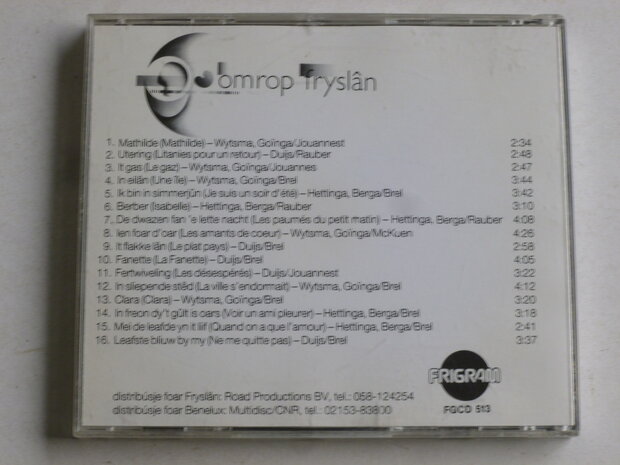 omrop fryslân
1. Mathilde (Mathilde) – Wytsma, Goïnga/Jouannest 2:34
2. Utering (Litanies pour un retour) – Duijs/Rauber 2:48
3. It gas (Le gaz) – Wytsma, Goïnga/Jouannes 2:47
4. In eilân (Une île) – Wytsma, Goïnga/Brel 3:44
5. Ik bin in simmerjûn (Je suis un soir d'été) – Hettinga, Berga/Brel 3:42
6. Berber (Isabelle) – Hettinga, Berga/Rauber 3:10
7. De dwazen fan 'e lette nacht (Les paumés du petit matin) – Hettinga, Berga/Rauber 4:08
8. Ien foar d'oar (Les amants de coeur) – Wytsma, Goïnga/McKuen 4:26
9. It flakke lân (Le plat pays) – Duijs/Brel 2:58
10. Fanette (La Fanette) – Duijs/Brel 4:05
11. Fertwiveling (Les désespérés) – Duijs/Jouannest 3:22
12. In sliepende stêd (La ville s'endormait) – Wytsma, Goïnga/Brel 4:12
13. Clara (Clara) – Wytsma, Goïnga/Brel 3:20
14. In freon dy't gûlt is oars (Voir un ami pleurer) – Hettinga, Berga/Brel 3:18
15. Mei de leafde yn it liif (Quand on a que l'amour) – Hettinga, Berga/Brel 2:41
16. Leafste bliuw by my (Ne me quitte pas) – Duijs/Brel 3:37
FRIGRAM
FGCD 513
distribúsje foar Fryslân: Road Productions BV, tel.: 058-124254
distribúsje foar Benelux: Multidisc/CNR, tel.: 02153-83800